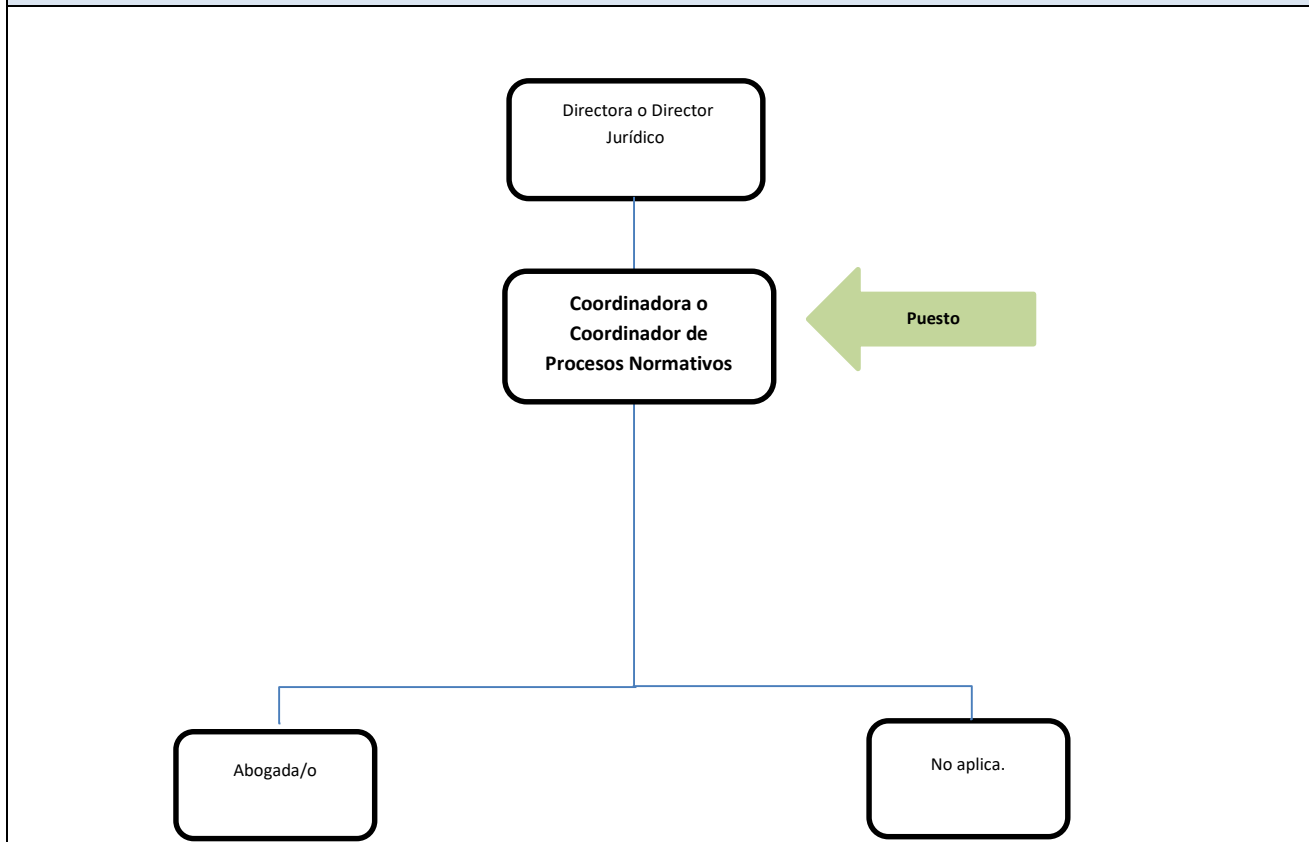 Directora o Director
Jurídico
Coordinadora o
Coordinador de
Procesos Normativos
Puesto
Abogada/o
No aplica.